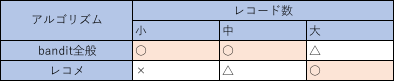 アルゴリズム レコード数
小 中 大
bandit全般 ○ ○ △
レコメ × △ ○